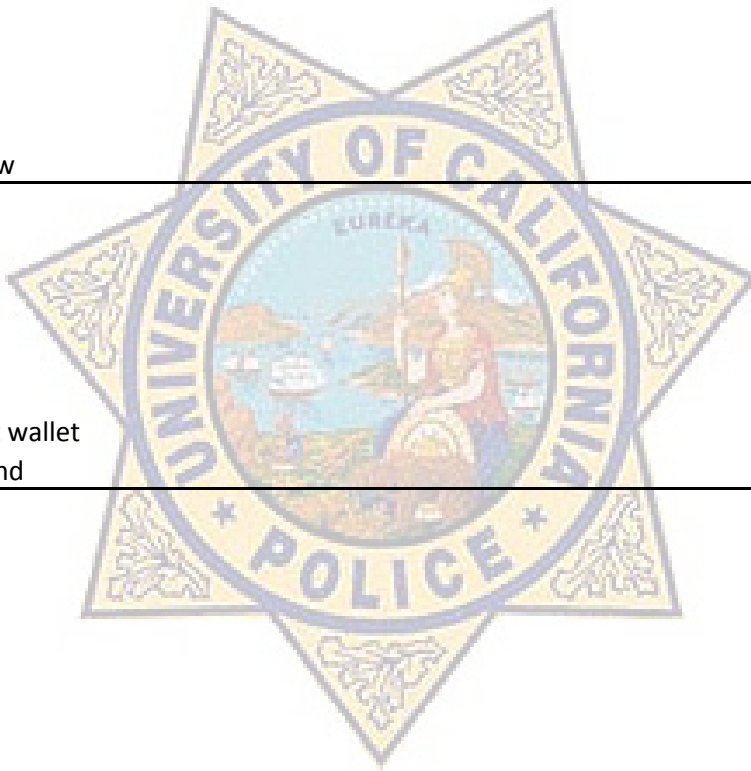 w
UNIVERSITY OF CALIFORNIA
EUREKA
wallet
nd
POLICE